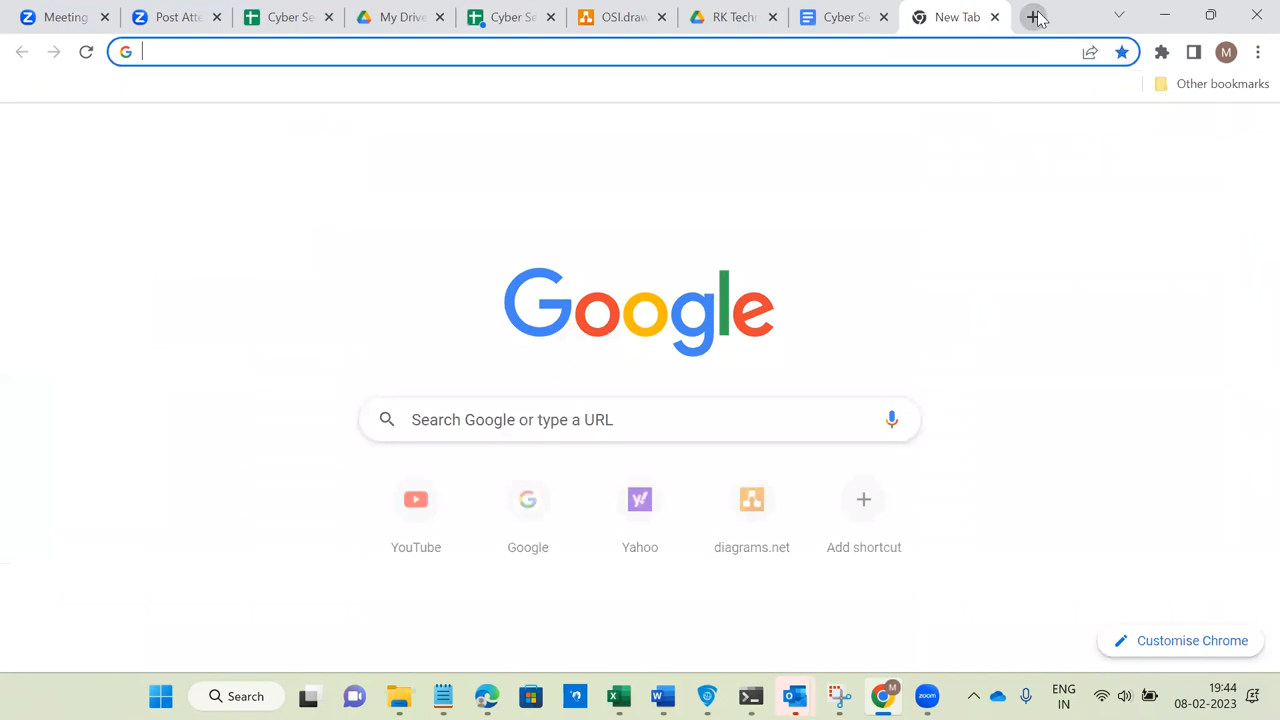 Meeting
Post Atte
Cyber Se
My Drive
Cyber Se
OSI.draw
RK Tech
Cyber Se
New Tab
M
Other bookmarks
Google
Search Google or type a URL
YouTube
Google
Yahoo
diagrams.net
Add shortcut
Customise Chrome
Search
zoom
ENG
IN
19:44
08-02-2023